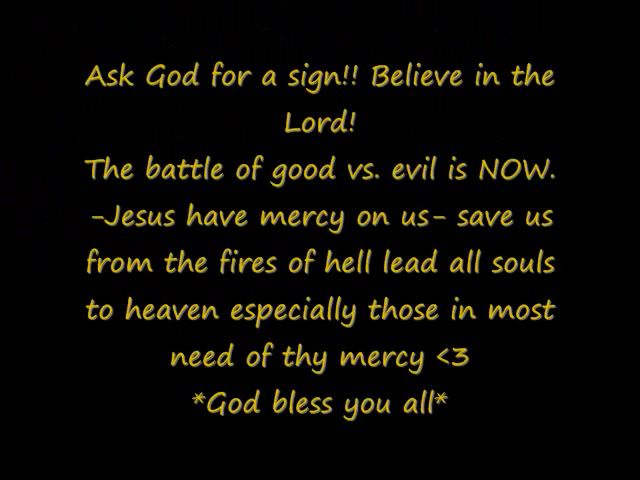 Ask God for a sign!! Believe in the
Lord!
The battle of good vs. evil is NOW.
-Jesus have mercy on us- save us
from the fires of hell lead all souls
to heaven especially those in most
need of thy mercy <3
*God bless you all*